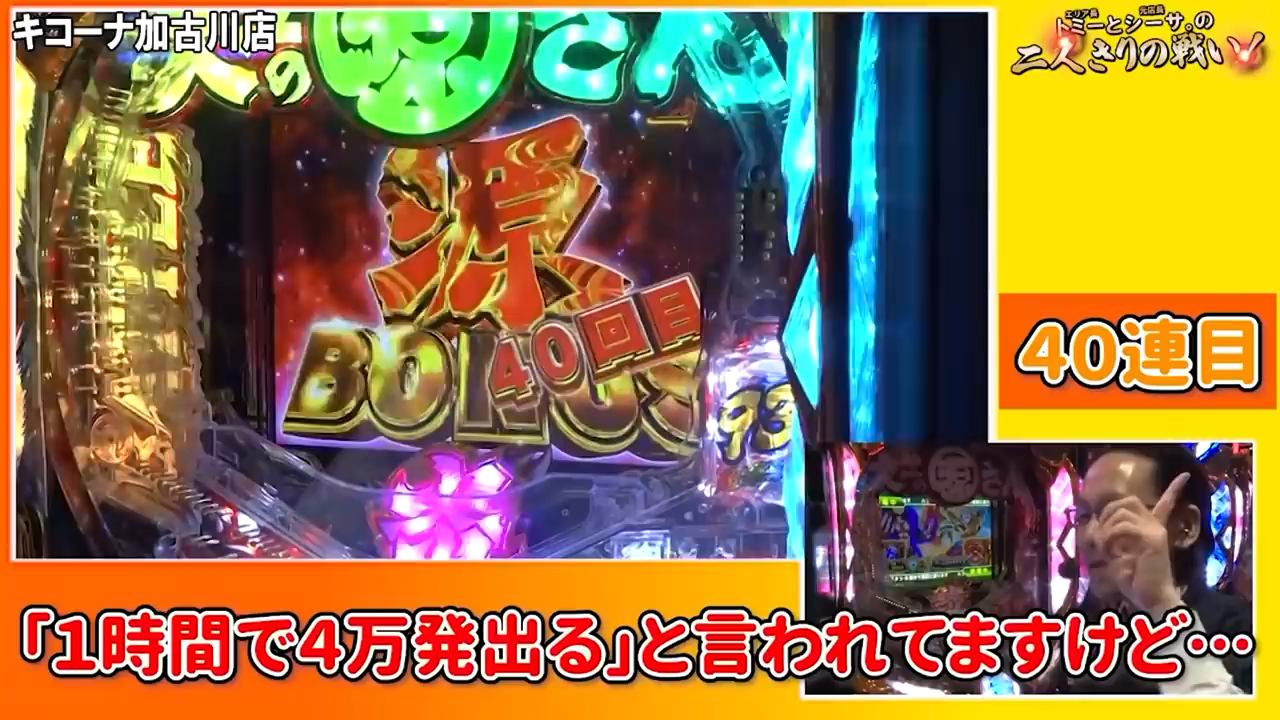 キコーナ加古川店
エリア長 元店長
トミーとシーサ。の
二人きりの戦い
源
BONUS
40回目
40連目
「1時間で4万発出る」と言われてますけど…